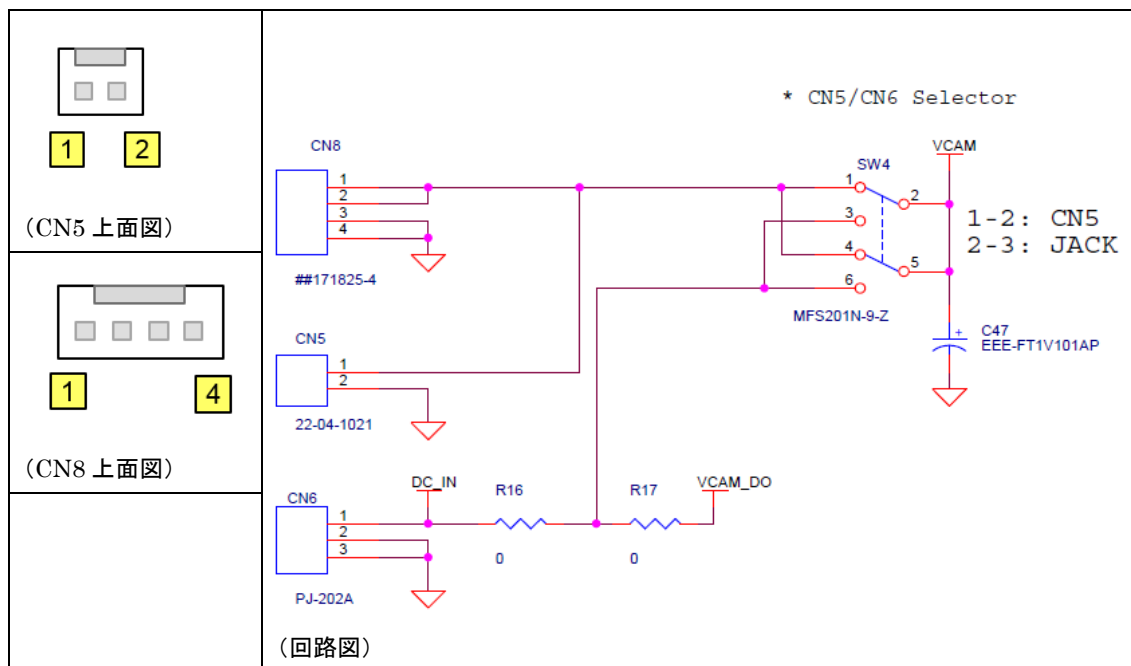 1
2
（CN5 上面図）
1
4
（CN8 上面図）
* CN5/CN6 Selector
CN8
1
2
3
4
##171825-4
CN5
1
2
22-04-1021
CN6
1
2
3
PJ-202A
DC_IN
R16
0
R17
0
VCAM_DO
SW4
1
2
3
4
5
6
MFS201N-9-Z
VCAM
1-2: CN5
2-3: JACK
+
C47
EEE-FT1V101AP
（回路図）